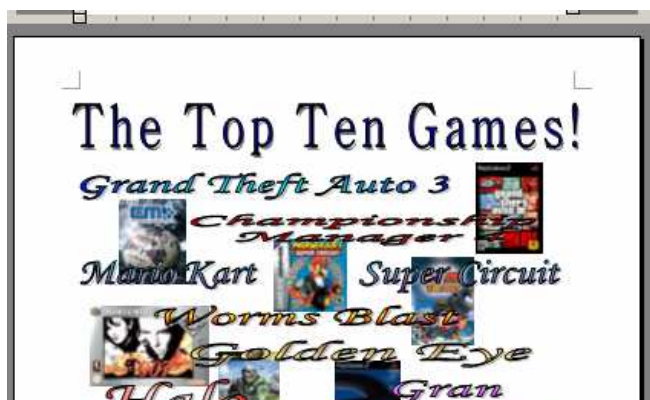 The Top Ten Games!
Grand Theft Auto 3
Championship
Manager
Mario Kart Super Circuit
Worms Blast
Golden Eye
Halo
Gran